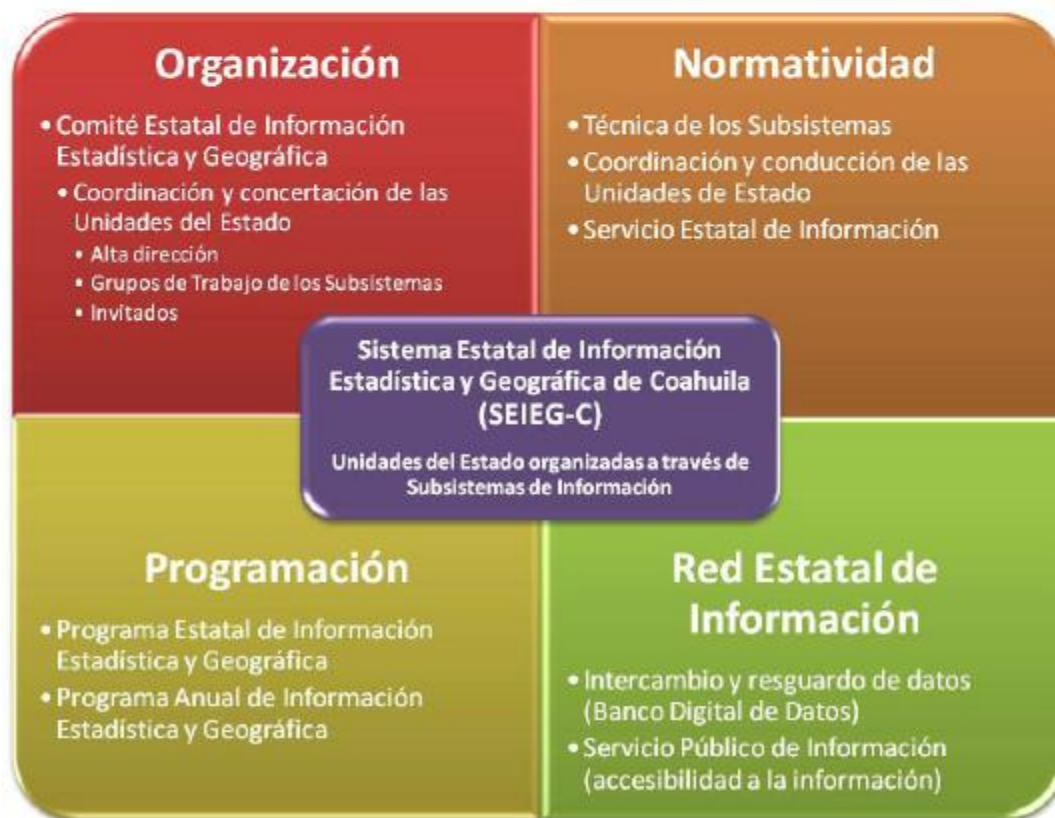 Organización
• Comité Estatal de Información
Estadística y Geográfica
• Coordinación y concertación de las
Unidades del Estado
• Alta dirección
• Grupos de Trabajo de los Subsistemas
• Invitados
Normatividad
• Técnica de los Subsistemas
• Coordinación y conducción de las
Unidades de Estado
• Servicio Estatal de Información
Sistema Estatal de Información
Estadística y Geográfica de Coahuila
(SEIEG-C)
Unidades del Estado organizadas a través de
Subsistemas de Información
Programación
• Programa Estatal de Información
Estadística y Geográfica
• Programa Anual de Información
Estadística y Geográfica
Red Estatal de
Información
• Intercambio y resguardo de datos
(Banco Digital de Datos)
• Servicio Público de Información
(accesibilidad a la información)